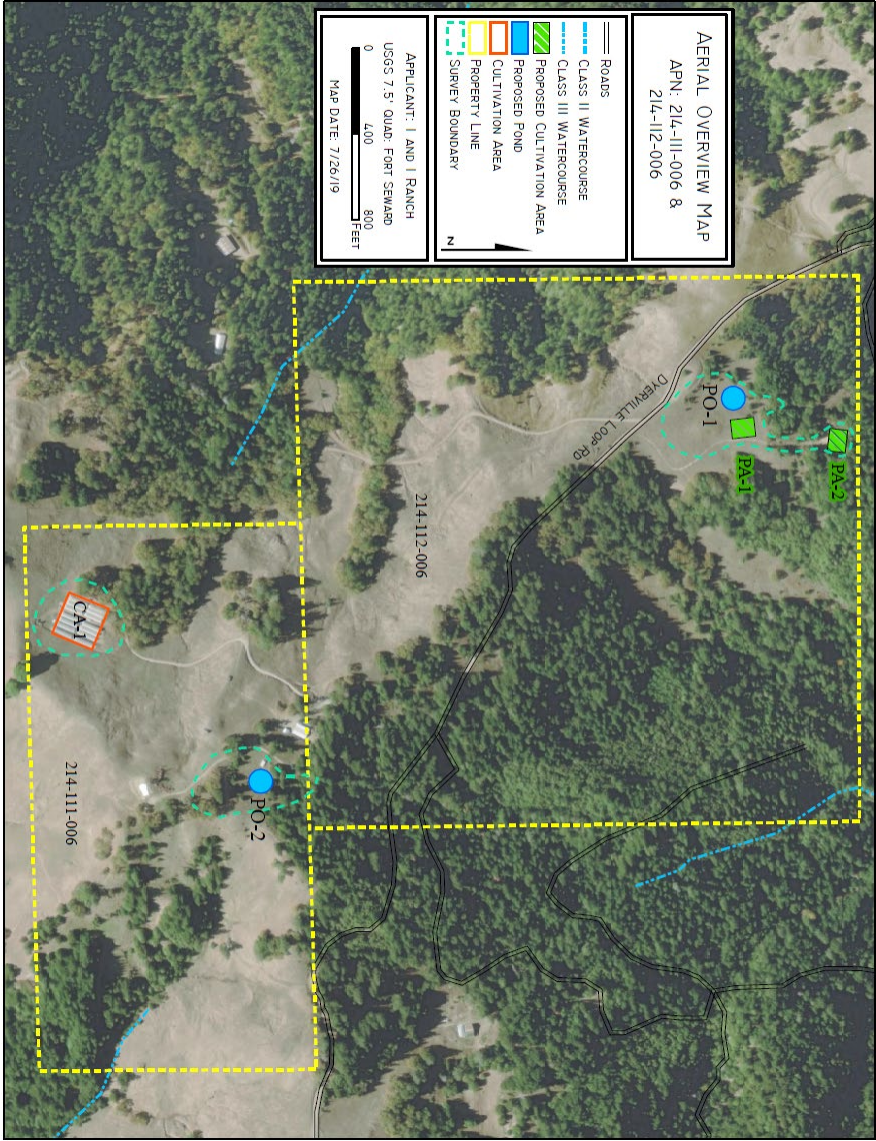 AERIAL OVERVIEW MAP
APN: 214-111-006 &
214-112-006
ROADS
CLASS II WATERCOURSE
CLASS III WATERCOURSE
PROPOSED CULTIVATION AREA
PROPOSED POND
CULTIVATION AREA
PROPERTY LINE
SURVEY BOUNDARY
N
APPLICANT: I AND I RANCH
USGS 7.5' QUAD: FORT SEWARD
0 400 800
FEET
MAP DATE: 7/26/19
PA-2
PA-1
PO-1
DYERVILLE LOOP RD
214-112-006
PO-2
CA-1
214-111-006